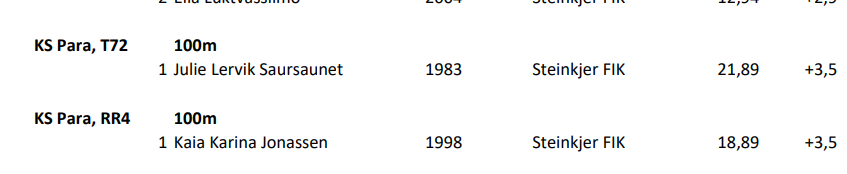 KS Para, T72 100m
1 Julie Lervik Saursaunet 1983 Steinkjer FIK 21,89 +3,5
KS Para, RR4 100m
1 Kaia Karina Jonassen 1998 Steinkjer FIK 18,89 +3,5